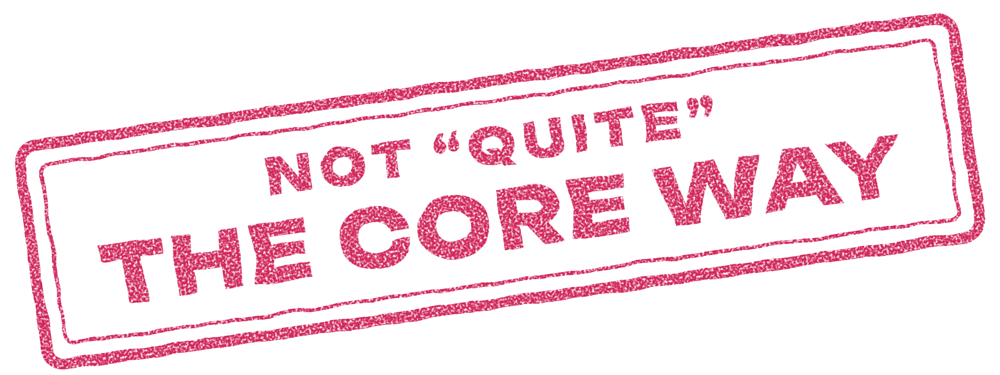 NOT “QUITE”
THE CORE WAY